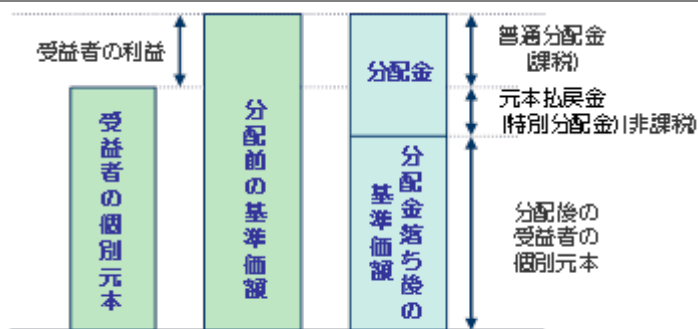 受益者の利益
受益者の個別元本
分配前の基準価額
分配金
分配金落ち後の
基準価額
普通分配金
(課税)
元本払戻金
(特別分配金)(非課税)
分配後の
受益者の
個別元本